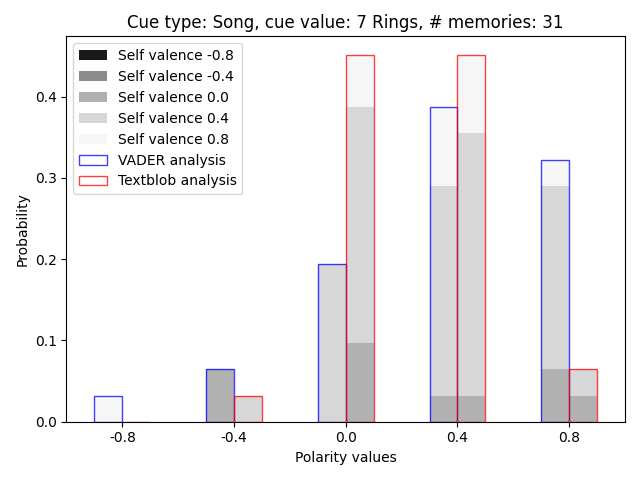 Cue type: Song, cue value: 7 Rings, # memories: 31
Self valence -0.8
Self valence -0.4
Self valence 0.0
Self valence 0.4
Self valence 0.8
VADER analysis
Textblob analysis
Probability
0.4
0.3
0.2
0.1
0.0
-0.8
-0.4
0.0
0.4
0.8
Polarity values